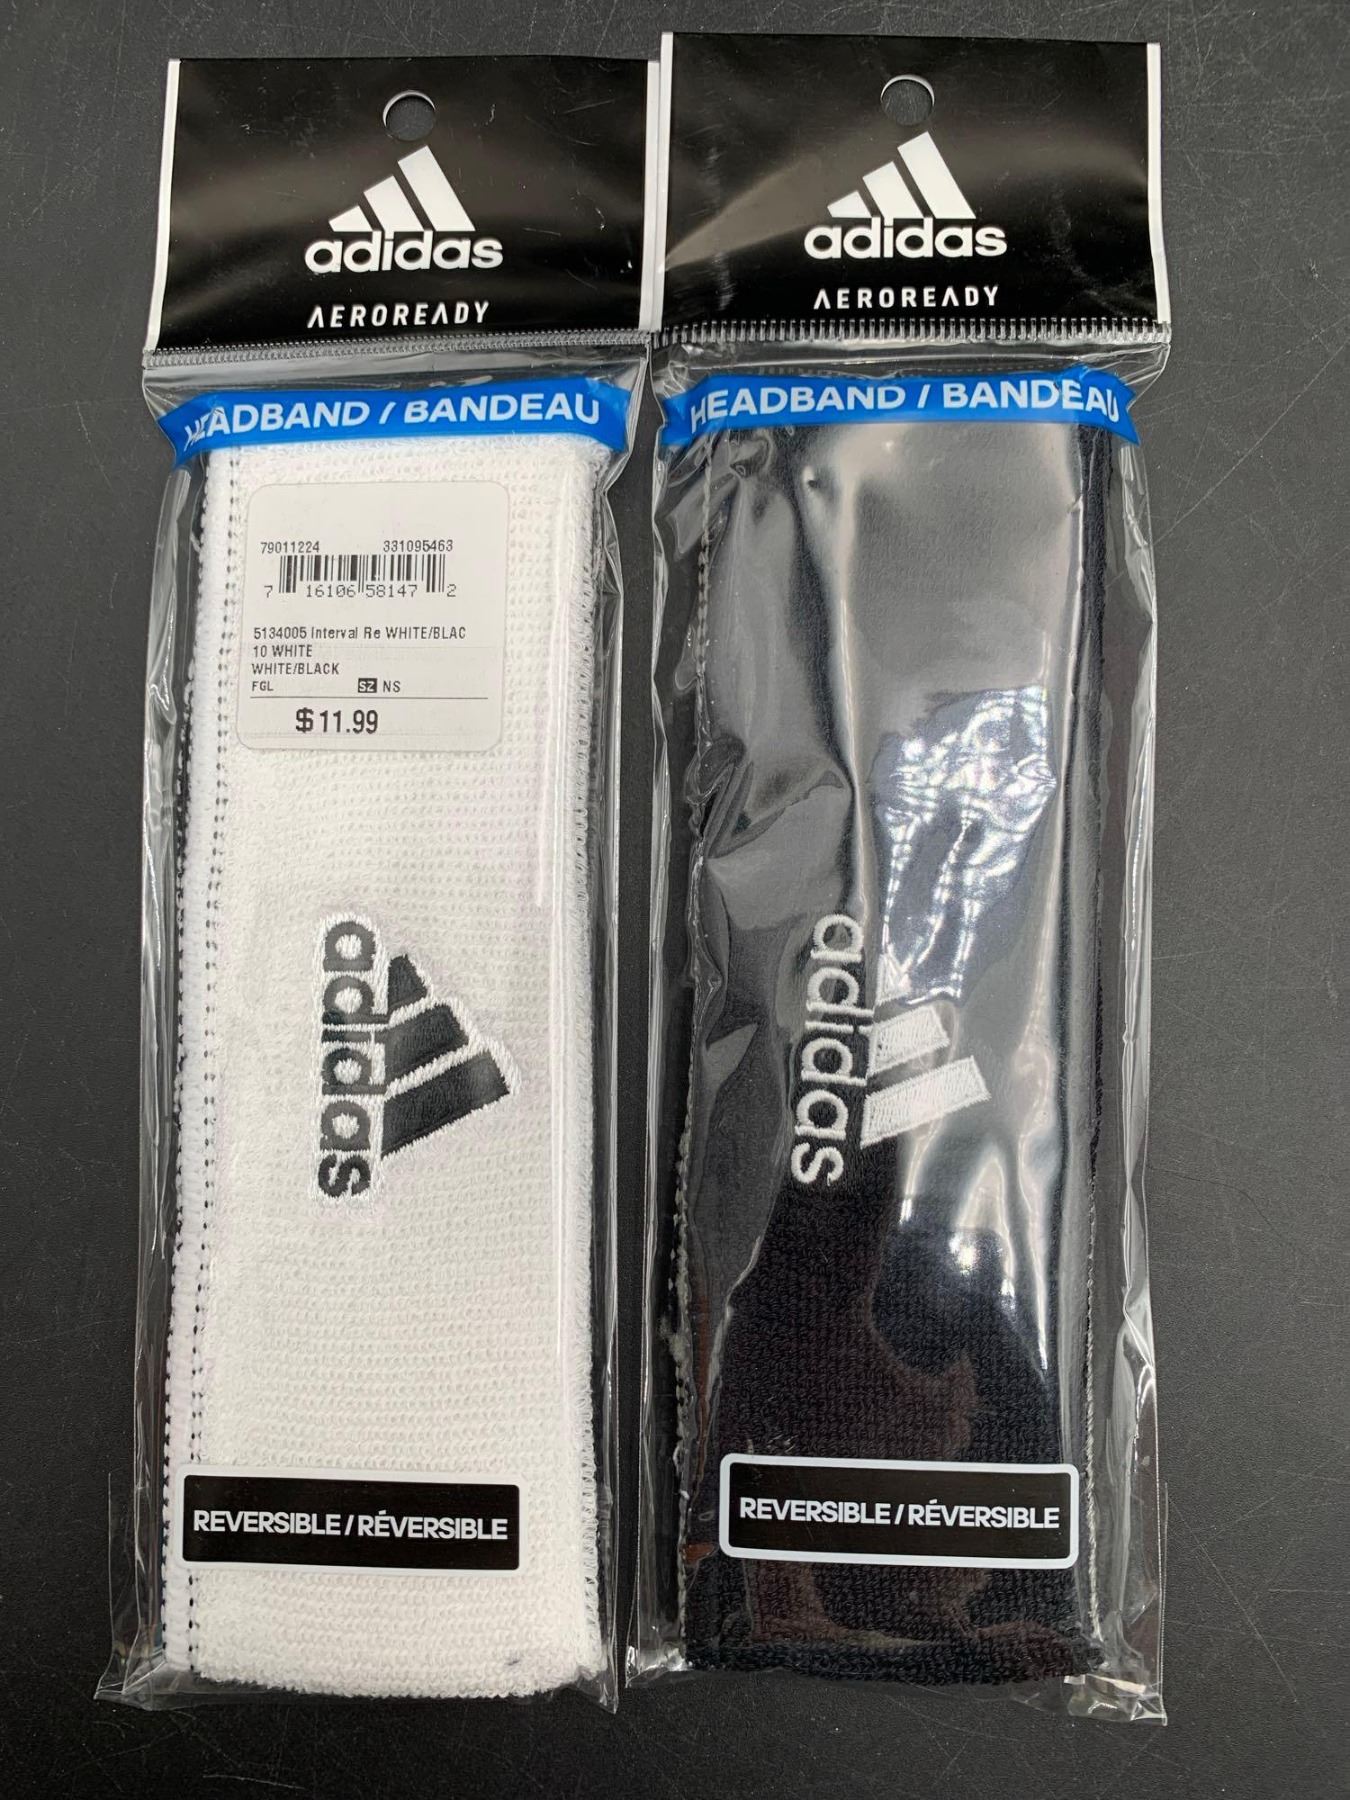 adidas
AEROREADY
HEADBAND / BANDEAU
79011224 331095463
7 16106 58147 2
5134005 Interval Re WHITE/BLAC
10 WHITE
WHITE/BLACK
FGL SZ NS
$11.99
adidas
REVERSIBLE / RÉVERSIBLE
adidas
AEROREADY
HEADBAND / BANDEAU
adidas
REVERSIBLE / RÉVERSIBLE